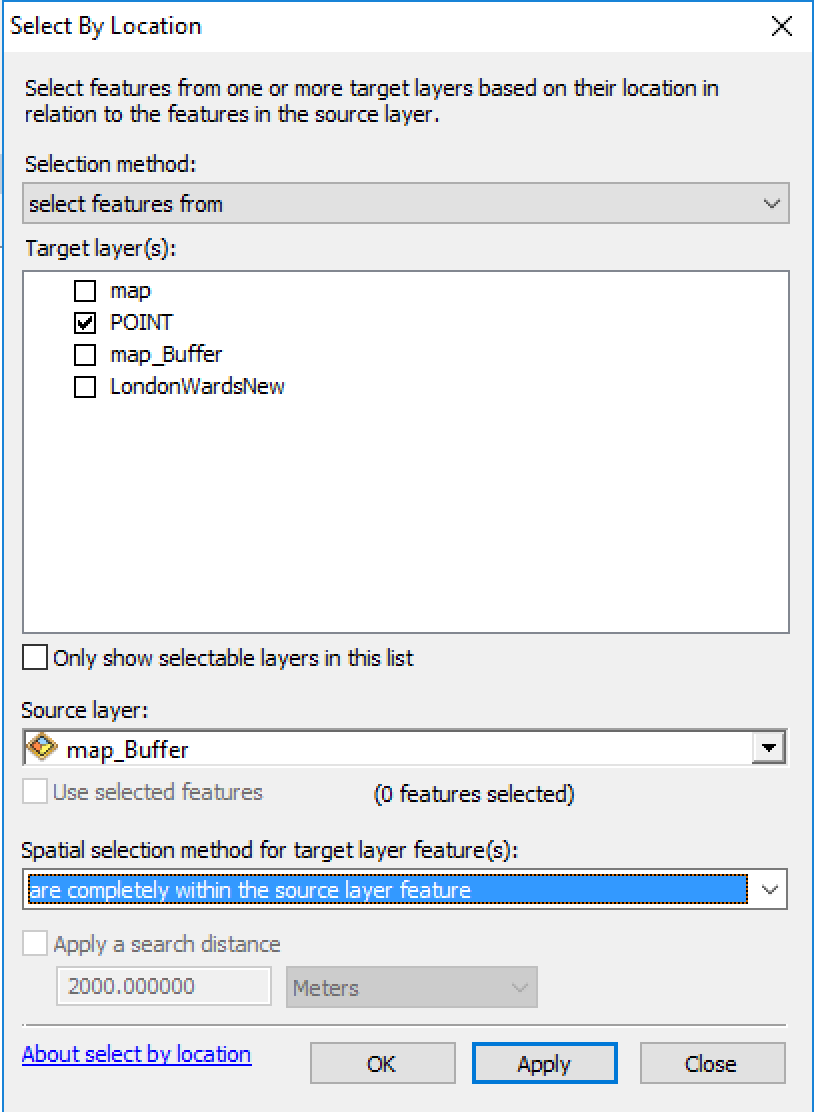 Select By Location
Select features from one or more target layers based on their location in
relation to the features in the source layer.
Selection method:
select features from
Target layer(s):
map
POINT
map_Buffer
LondonWardsNew
Only show selectable layers in this list
Source layer:
map_Buffer
Use selected features (0 features selected)
Spatial selection method for target layer feature(s):
are completely within the source layer feature
Apply a search distance
2000.000000 Meters
About select by location OK Apply Close